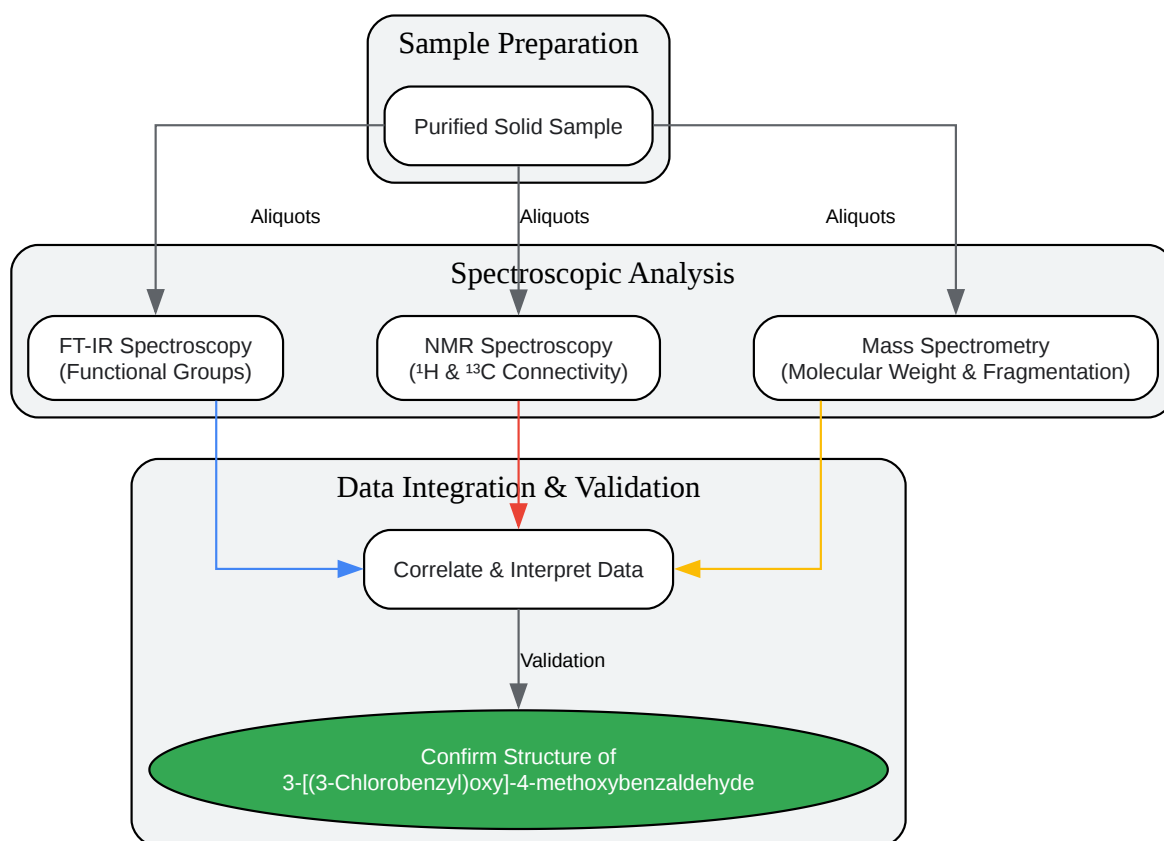 Sample Preparation
Purified Solid Sample
Aliquots
Aliquots
Aliquots
Spectroscopic Analysis
FT-IR Spectroscopy
(Functional Groups)
NMR Spectroscopy
(¹H & ¹³C Connectivity)
Mass Spectrometry
(Molecular Weight & Fragmentation)
Data Integration & Validation
Correlate & Interpret Data
Validation
Confirm Structure of
3-[(3-Chlorobenzyl)oxy]-4-methoxybenzaldehyde